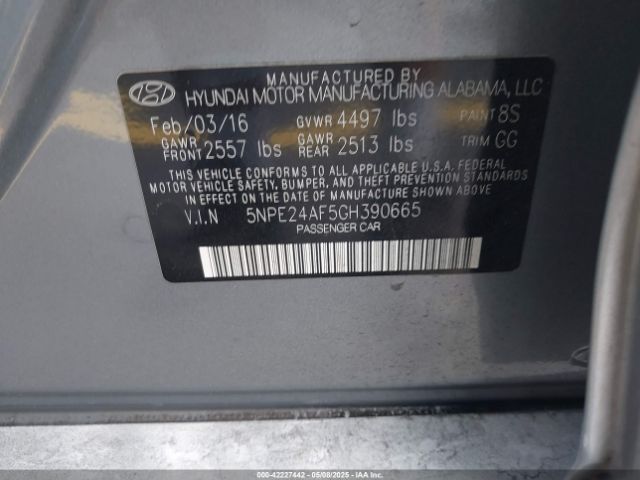 MANUFACTURED BY
HYUNDAI MOTOR MANUFACTURING ALABAMA, LLC
Feb/03/16 GVWR 4497 lbs PAINT 8S
GAWR FRONT 2557 lbs GAWR REAR 2513 lbs TRIM GG
THIS VEHICLE CONFORMS TO ALL APPLICABLE U.S.A. FEDERAL
MOTOR VEHICLE SAFETY, BUMPER, AND THEFT PREVENTION STANDARDS
IN EFFECT ON THE DATE OF MANUFACTURE SHOWN ABOVE.
V.I.N 5NPE24AF5GH390665
PASSENGER CAR
000-42227442 - 05/08/2025 - IAAI.COM